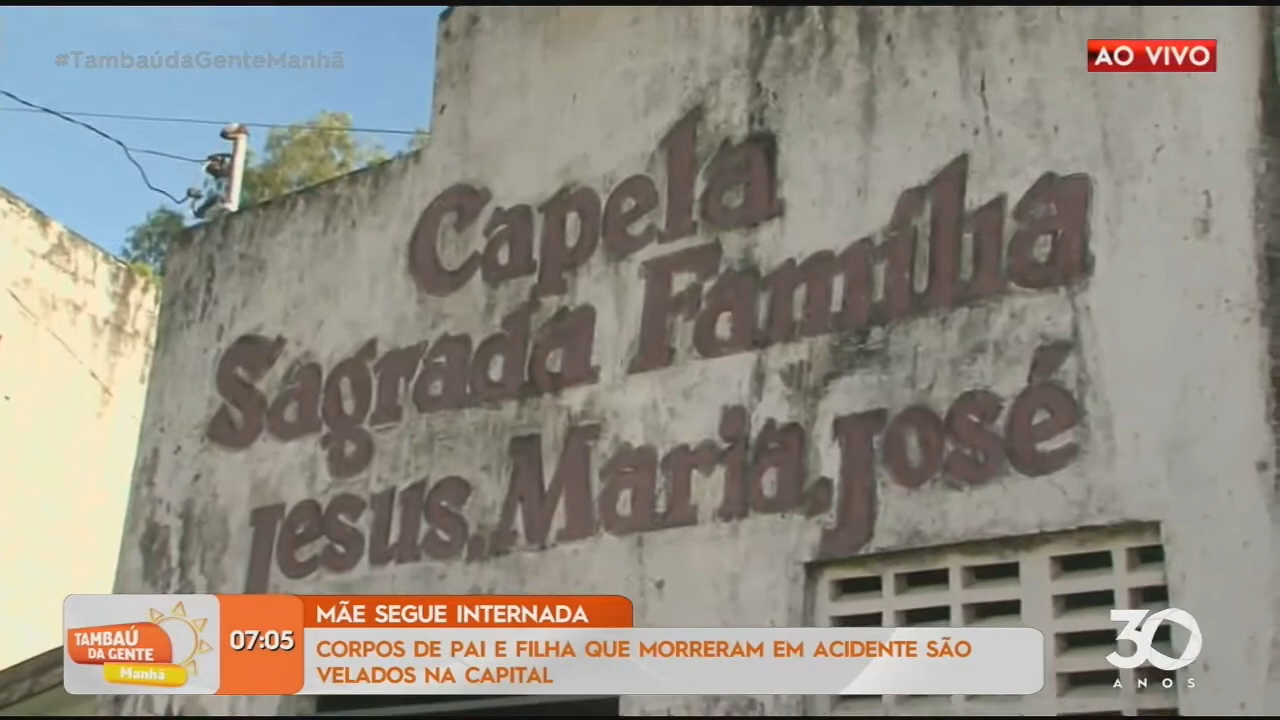 #TambaúdaGenteManhã
AO VIVO
Capela
Sagrada Família
Jesus, Maria, José
MÃE SEGUE INTERNADA
TAMBAÚ
DA GENTE
Manhã
07:05
CORPOS DE PAI E FILHA QUE MORRERAM EM ACIDENTE SÃO
VELADOS NA CAPITAL
30
ANOS